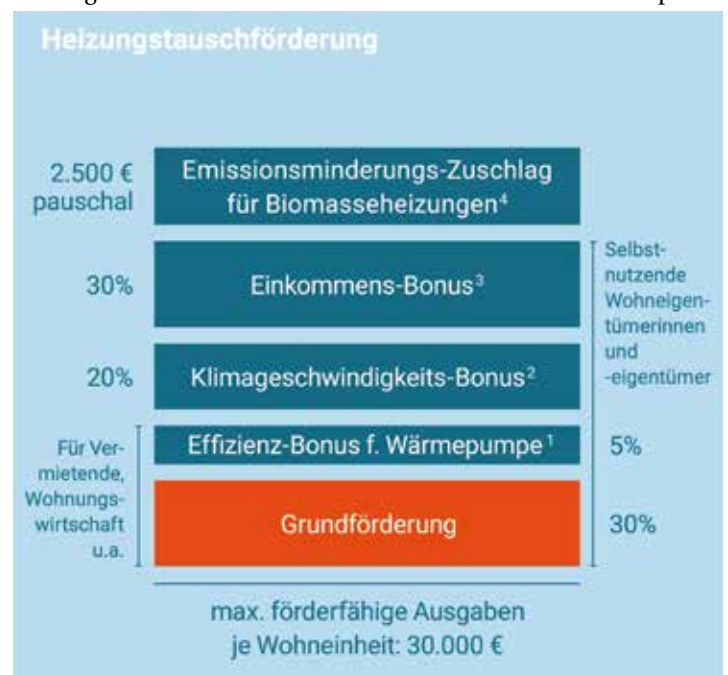 Heizungstauschförderung
2.500 €
pauschal
Emissionsminderungs-Zuschlag
für Biomasseheizungen⁴
30%
Einkommens-Bonus³
20%
Klimageschwindigkeits-Bonus²
Selbst-
nutzende
Wohneigen-
tümerinnen
und
-eigentümer
Für Ver-
mietende,
Wohnungs-
wirtschaft
u.a.
Effizienz-Bonus f. Wärmepumpe¹
5%
Grundförderung
30%
max. förderfähige Ausgaben
je Wohneinheit: 30.000 €